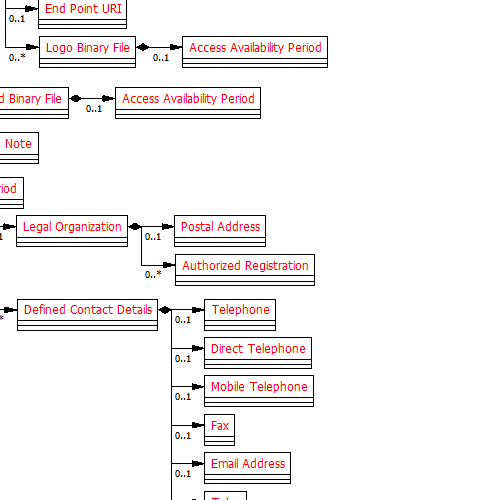 End Point URI
0..1
Logo Binary File
Access Availability Period
0..*
0..1
d Binary File
Access Availability Period
0..1
Note
riod
Legal Organization
Postal Address
1
0..1
Authorized Registration
0..*
Defined Contact Details
Telephone
*
0..1
Direct Telephone
0..1
Mobile Telephone
0..1
Fax
0..1
Email Address
0..1